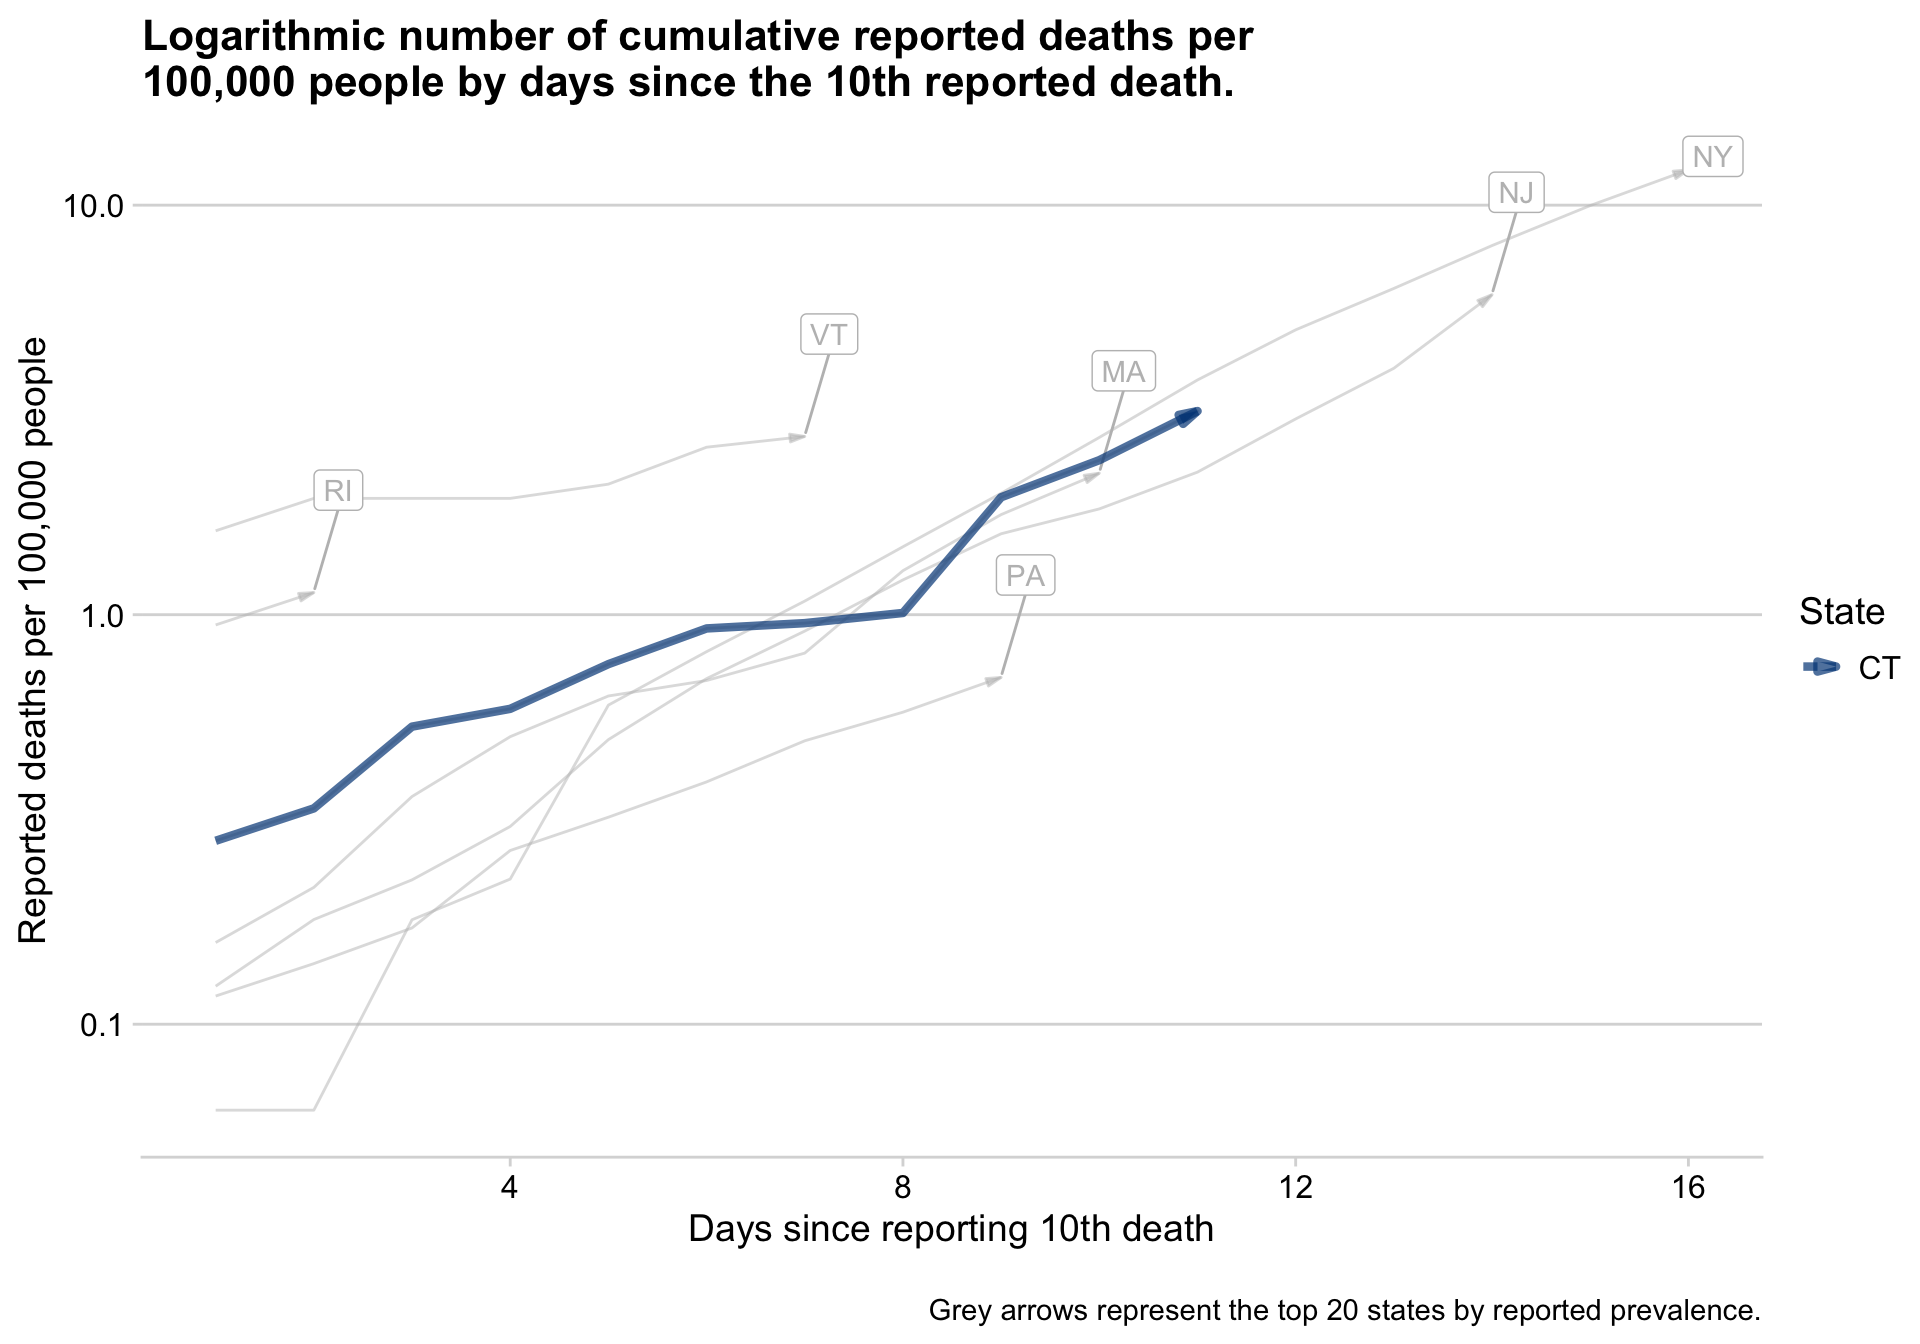 Logarithmic number of cumulative reported deaths per
100,000 people by days since the 10th reported death.
NY
10.0
NJ
VT
MA
RI
PA
1.0
0.1
Reported deaths per 100,000 people
State
CT
4 8 12 16
Days since reporting 10th death
Grey arrows represent the top 20 states by reported prevalence.